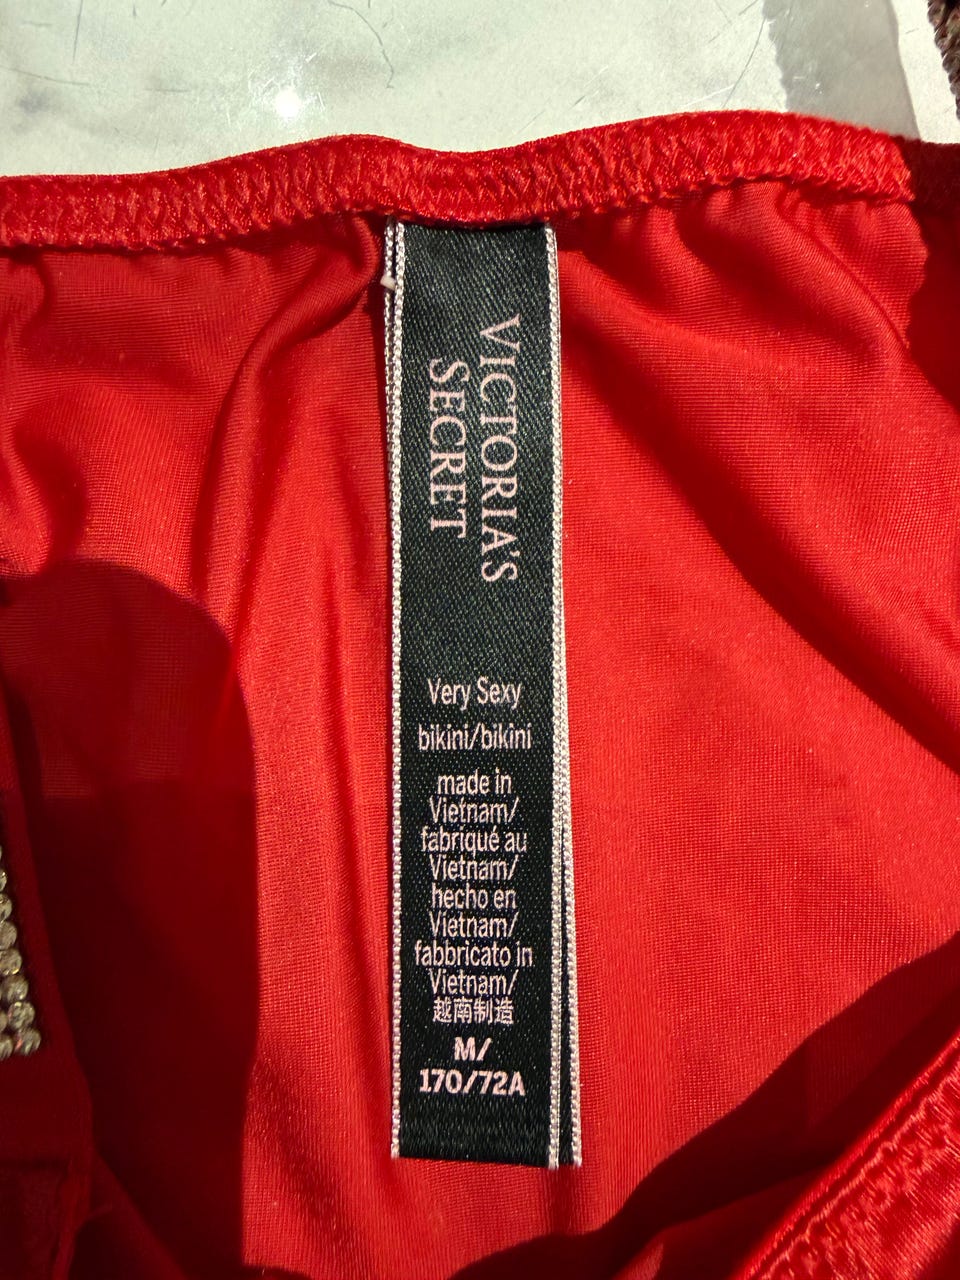 VICTORIA'S
SECRET
Very Sexy
bikini/bikini
made in
Vietnam/
fabriqué au
Vietnam/
hecho en
Vietnam/
fabbricato in
Vietnam/
越南制造
M/
170/72A